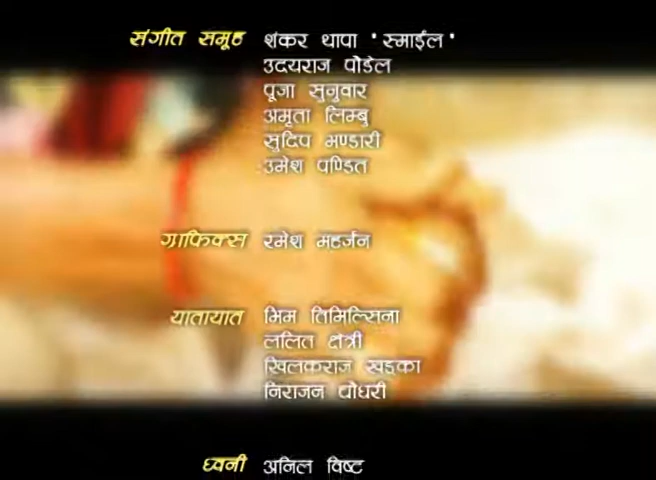 संगीत समूह शंकर थापा 'स्माईल'
उदयराज पौडेल
पूजा सुनुवार
अमृता लिम्बु
सुदिप भण्डारी
उमेश पण्डित
ग्राफिक्स रमेश महर्जन
यातायात भिम तिमिल्सिना
ललित क्षेत्री
खिलकराज खड्का
निराजन चौधरी
ध्वनी अनिल विष्ट